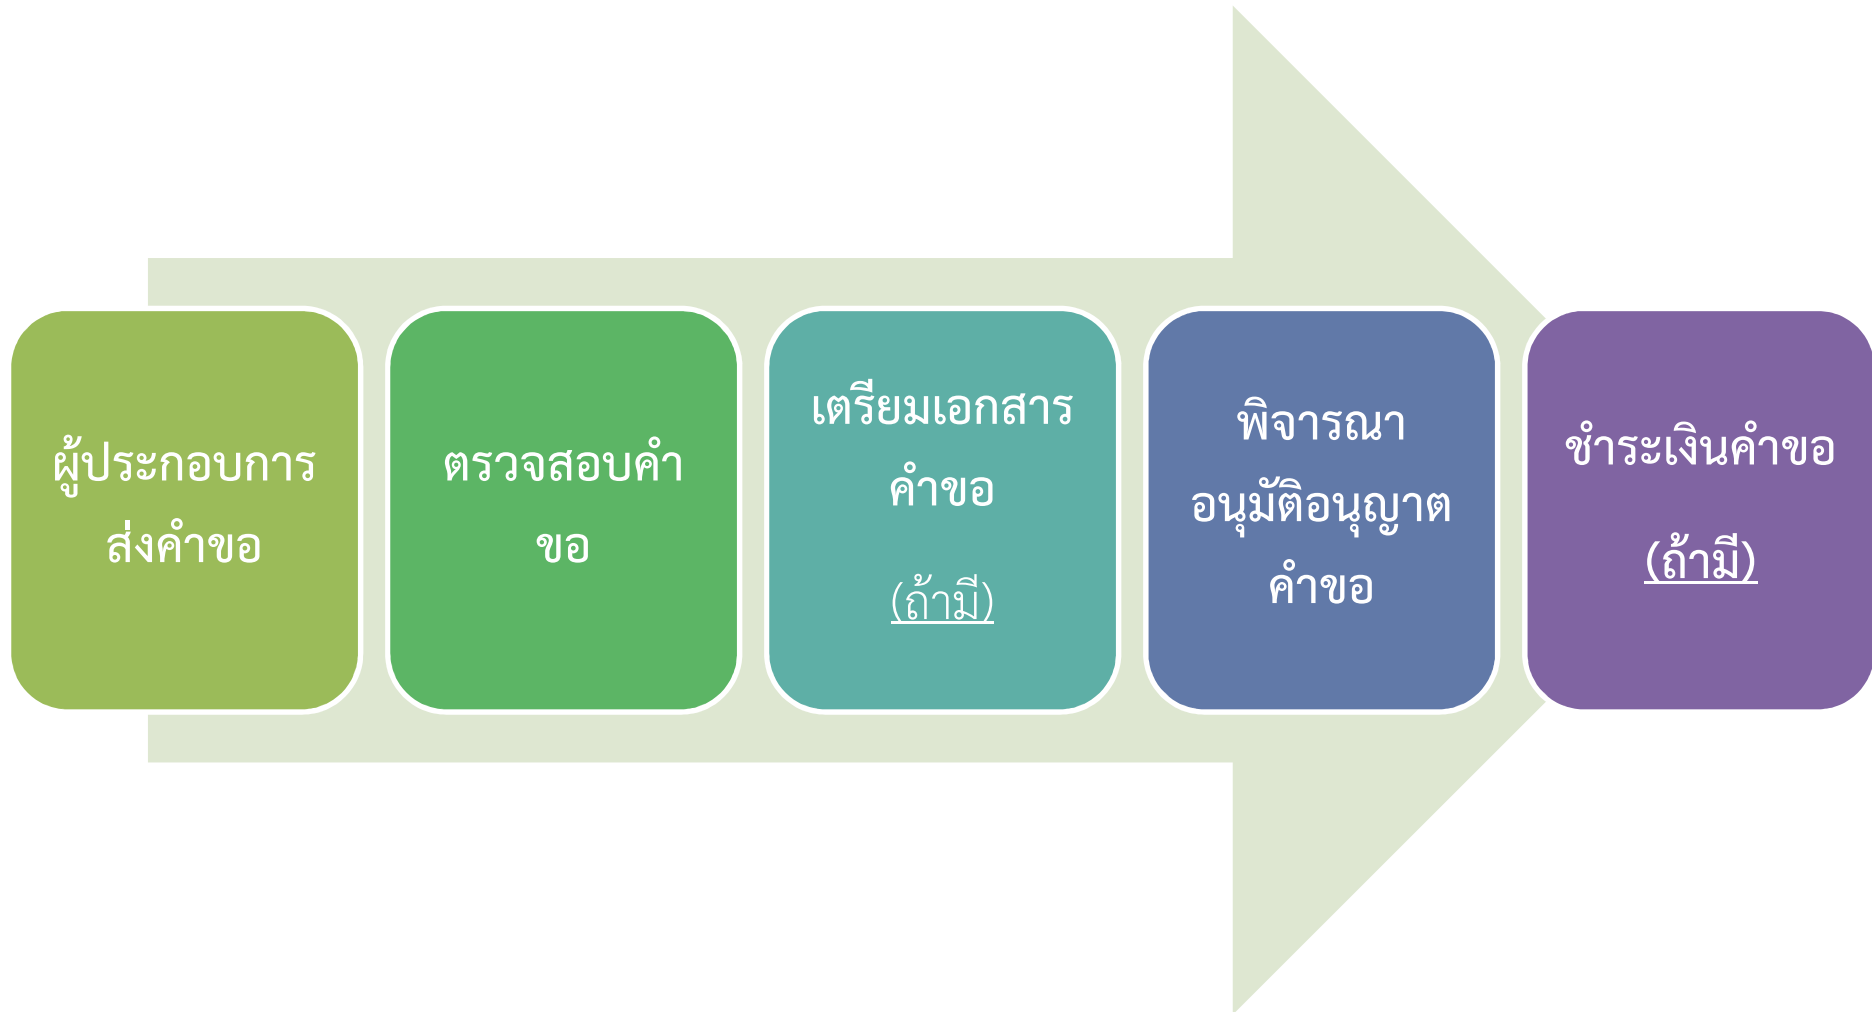 ผู้ประกอบการ
ส่งคำขอ
ตรวจสอบคำ
ขอ
เตรียมเอกสาร
คำขอ
(ถ้ามี)
พิจารณา
อนุมัติอนุญาต
คำขอ
ชำระเงินคำขอ
(ถ้ามี)